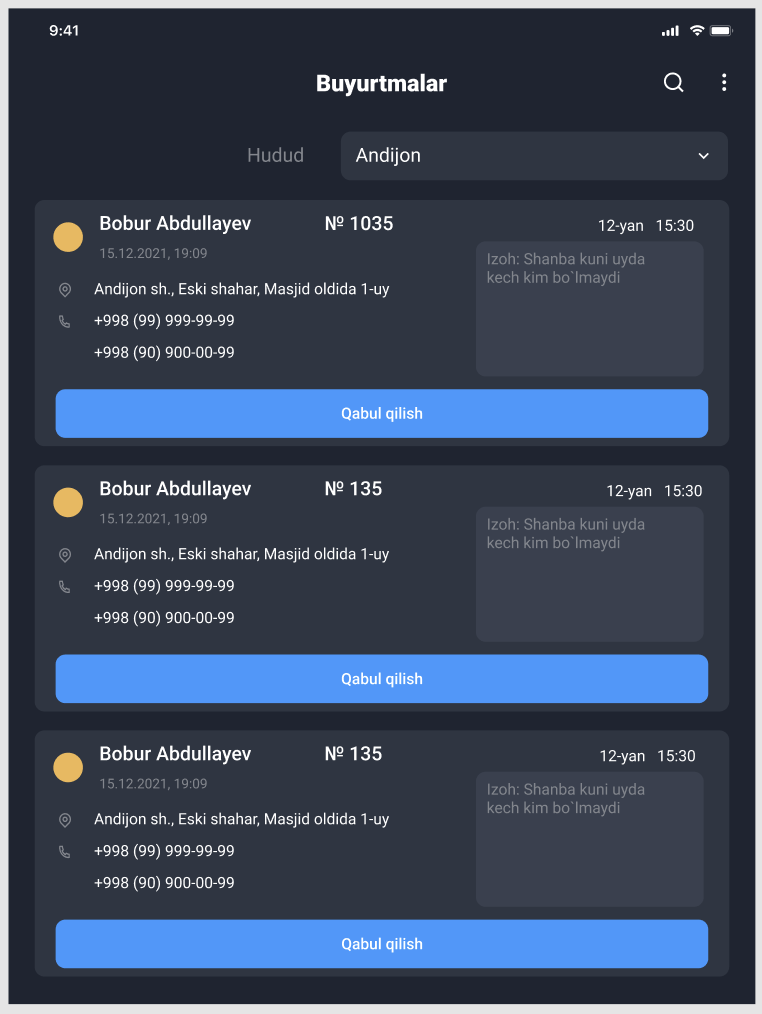 9:41
Buyurtmalar
Hudud Andijon
Bobur Abdullayev № 1035 12-yan 15:30
15.12.2021, 19:09
Izoh: Shanba kuni uyda
kech kim bo`lmaydi
Andijon sh., Eski shahar, Masjid oldida 1-uy
+998 (99) 999-99-99
+998 (90) 900-00-99
Qabul qilish
Bobur Abdullayev № 135 12-yan 15:30
15.12.2021, 19:09
Izoh: Shanba kuni uyda
kech kim bo`lmaydi
Andijon sh., Eski shahar, Masjid oldida 1-uy
+998 (99) 999-99-99
+998 (90) 900-00-99
Qabul qilish
Bobur Abdullayev № 135 12-yan 15:30
15.12.2021, 19:09
Izoh: Shanba kuni uyda
kech kim bo`lmaydi
Andijon sh., Eski shahar, Masjid oldida 1-uy
+998 (99) 999-99-99
+998 (90) 900-00-99
Qabul qilish